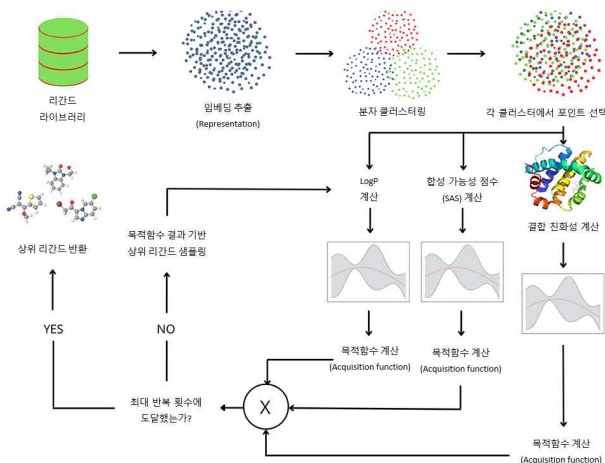 리간드
라이브러리
임베딩 추출
(Representation)
분자 클러스터링
각 클러스터에서 포인트 선택
LogP
계산
합성 가능성 점수
(SAS) 계산
결합 친화성 계산
상위 리간드 반환
목적함수 결과 기반
상위 리간드 샘플링
YES
NO
목적함수 계산
(Acquisition function)
목적함수 계산
(Acquisition function)
최대 반복 횟수에
도달했는가?
X
목적함수 계산
(Acquisition function)